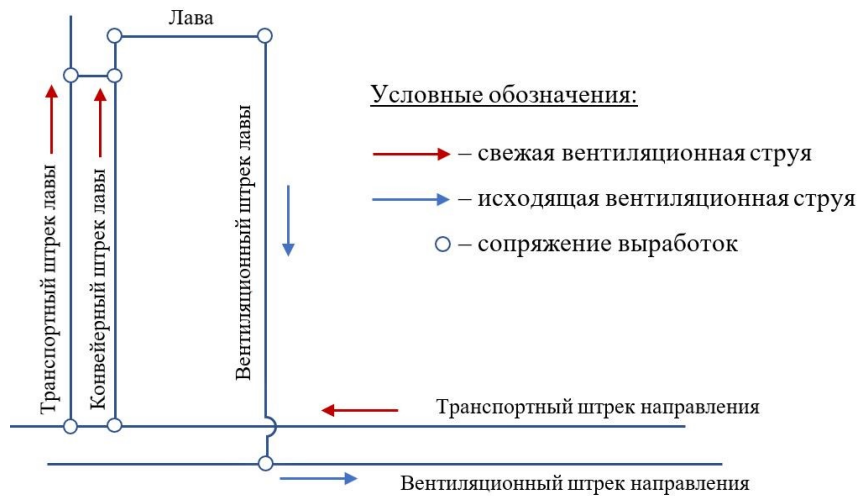 Лава
Условные обозначения:
– свежая вентиляционная струя
– исходящая вентиляционная струя
– сопряжение выработок
Транспортный штрек лавы
Конвейерный штрек лавы
Вентиляционный штрек лавы
Транспортный штрек направления
Вентиляционный штрек направления